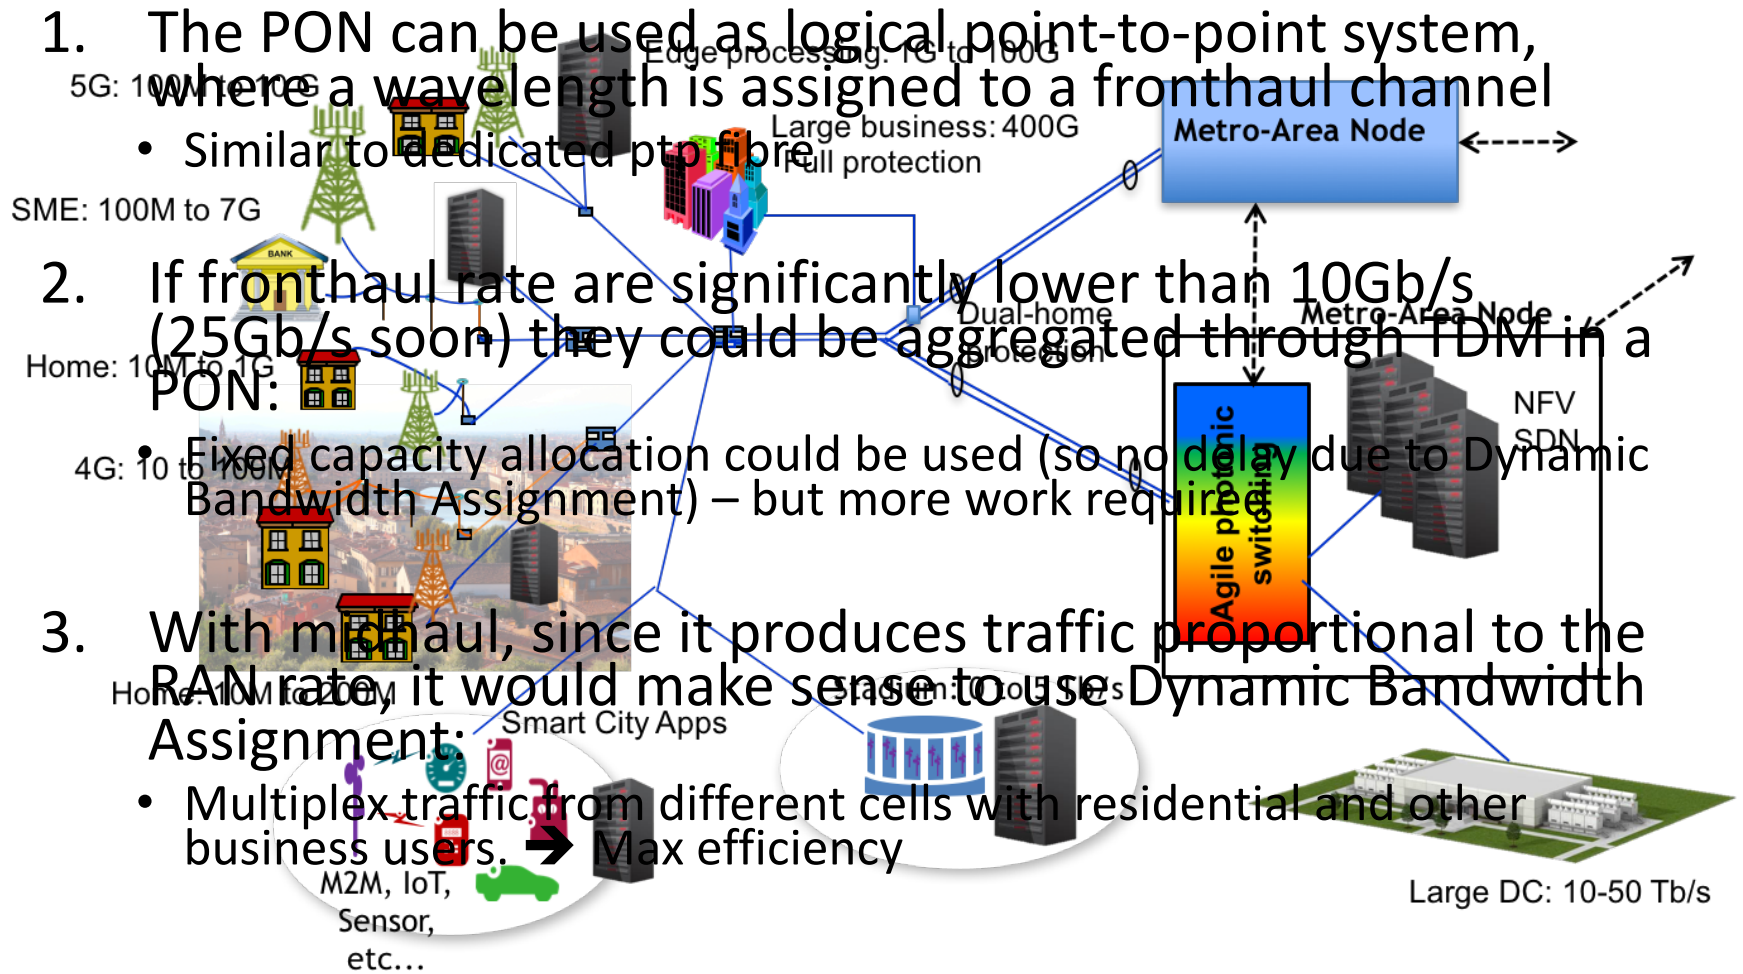 1. The PON can be used as logical point-to-point system,
where a wavelength is assigned to a fronthaul channel
• Similar to dedicated ptp fibre
2. If fronthaul rate are significantly lower than 10Gb/s
(25Gb/s soon) they could be aggregated through TDM in a
PON:
• Fixed capacity allocation could be used (so no delay due to Dynamic
Bandwidth Assignment) – but more work required
3. With midhaul, since it produces traffic proportional to the
RAN rate, it would make sense to use Dynamic Bandwidth
Assignment:
• Multiplex traffic from different cells with residential and other
business users. ➔ Max efficiency
Edge processing: 1G to 100G
5G: 100M to 10 G
Large business: 400G
Full protection
Metro-Area Node
SME: 100M to 7G
BANK
Dual-home
protection
Metro-Area Node
Home: 10M to 1G
NFV
SDN
4G: 10 to 100M
Agile photonic
switching
Home: 10M to 200M
Stadium: 0 to 5 Tb/s
Smart City Apps
@
M2M, IoT,
Sensor,
etc...
Large DC: 10-50 Tb/s